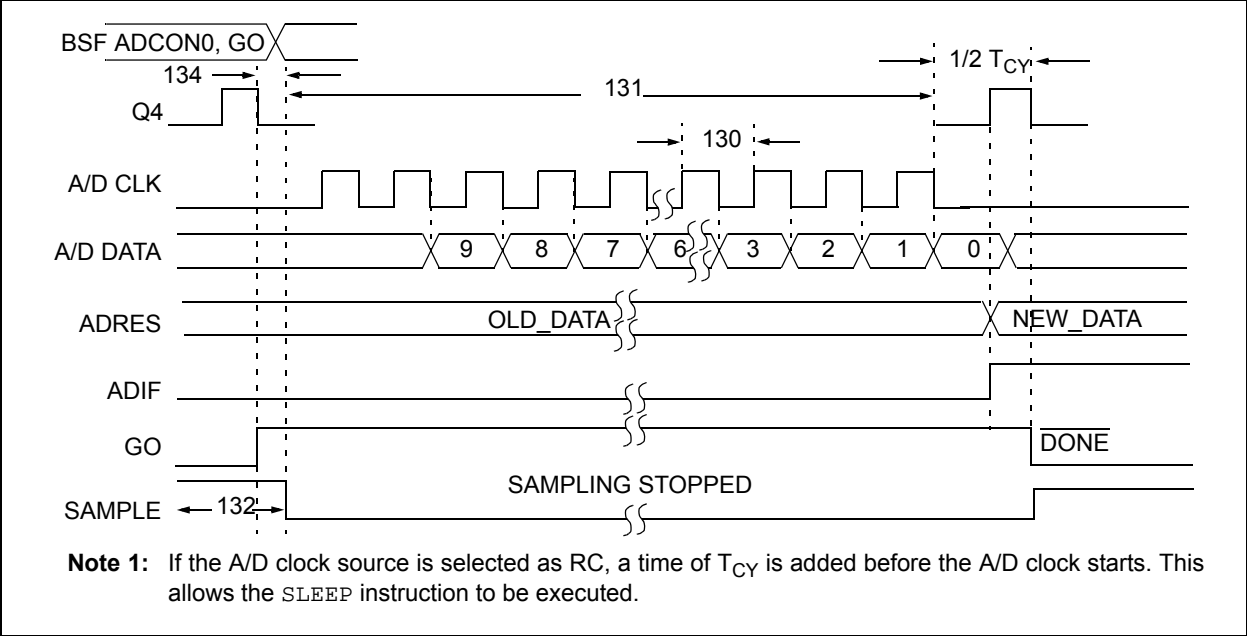 BSF ADCON0, GO
134
1/2 TCY
131
Q4
130
A/D CLK
A/D DATA
9 8 7 6 3 2 1 0
ADRES
OLD_DATA
NEW_DATA
ADIF
GO
DONE
SAMPLING STOPPED
SAMPLE
132
Note 1: If the A/D clock source is selected as RC, a time of TCY is added before the A/D clock starts. This
allows the SLEEP instruction to be executed.